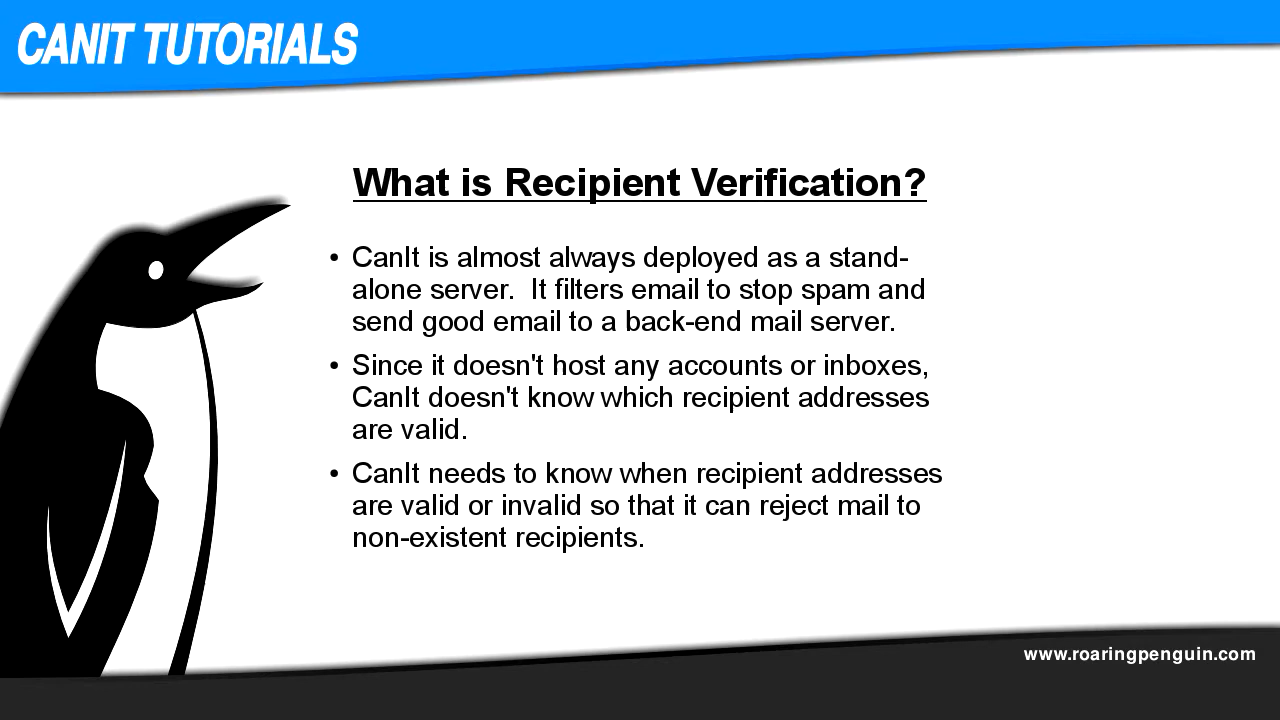 CANIT TUTORIALS
What is Recipient Verification?
• CanIt is almost always deployed as a stand-
alone server.  It filters email to stop spam and
send good email to a back-end mail server.
• Since it doesn't host any accounts or inboxes,
CanIt doesn't know which recipient addresses
are valid.
• CanIt needs to know when recipient addresses
are valid or invalid so that it can reject mail to
non-existent recipients.
www.roaringpenguin.com